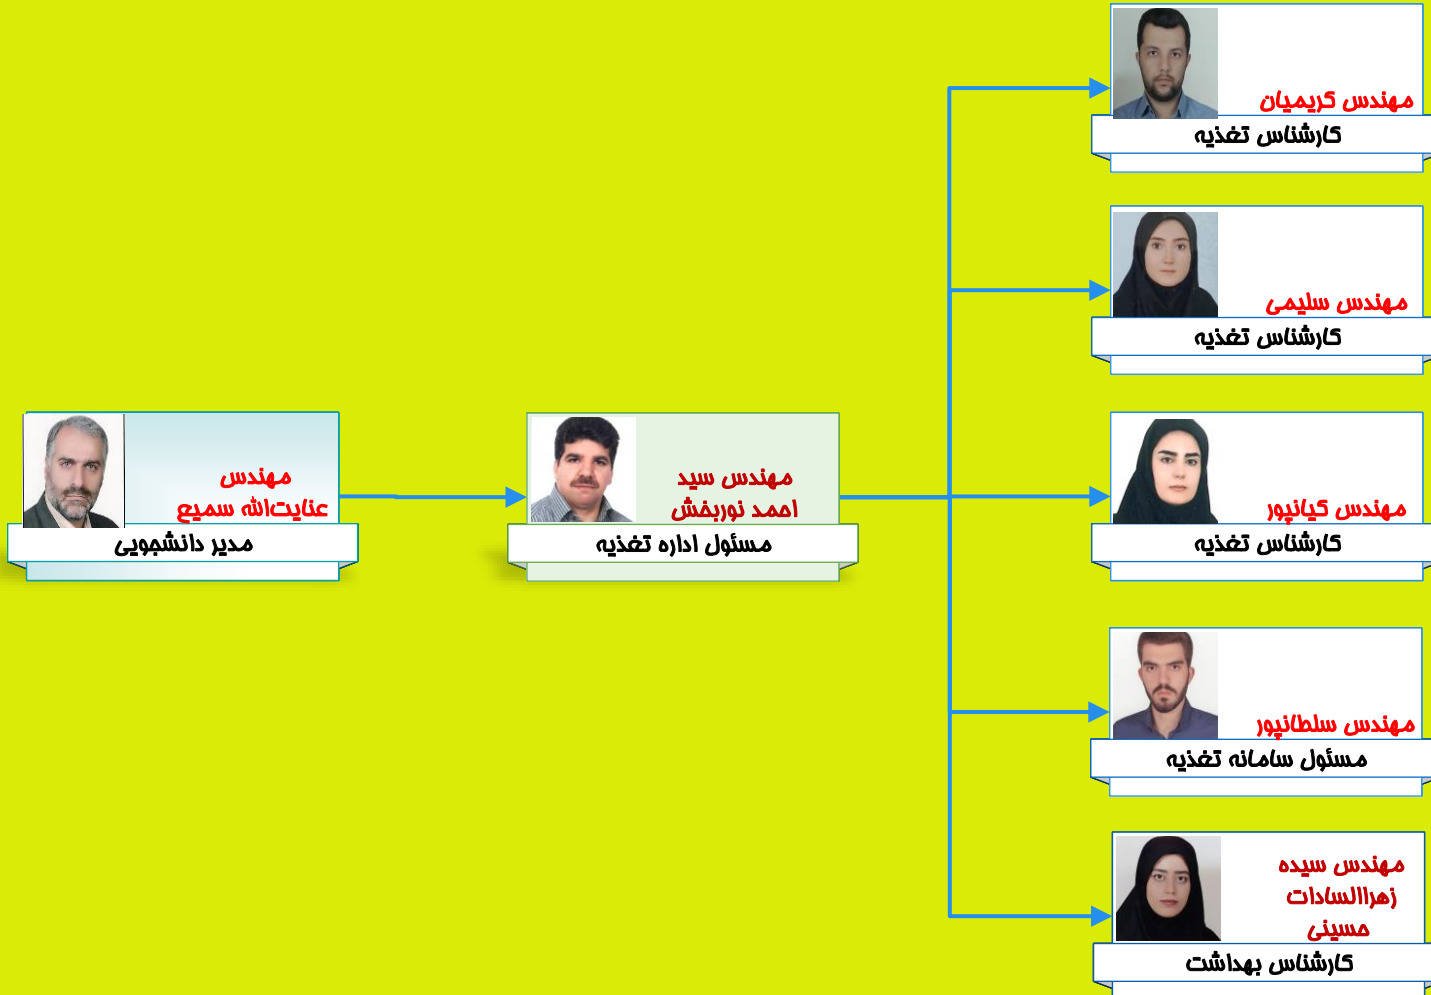 مهندس کریمیان
کارشناس تغذیه
مهندس سلیمی
کارشناس تغذیه
مهندس
عنایت‌الله سمیع
مدیر دانشجویی
مهندس سید
احمد نوربخش
مسئول اداره تغذیه
مهندس کیانپور
کارشناس تغذیه
مهندس سلطانپور
مسئول سامانه تغذیه
مهندس سیده
زهراالسادات
حسینی
کارشناس بهداشت